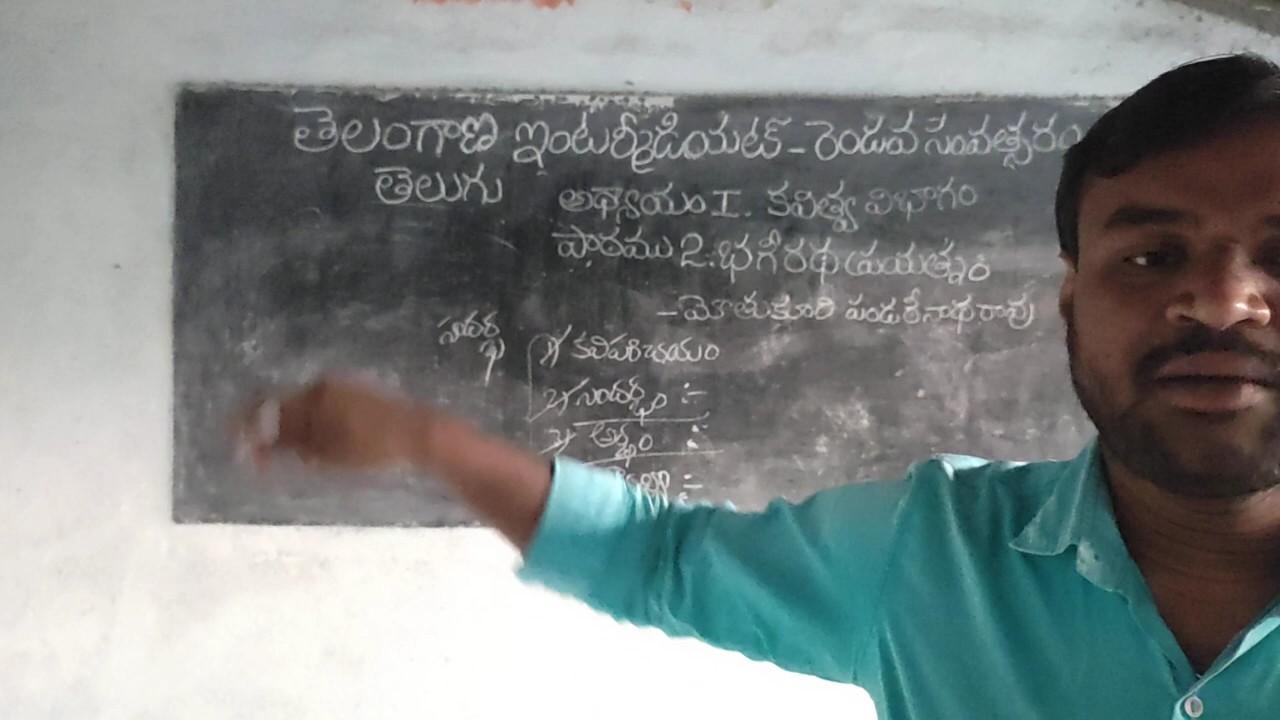 తెలంగాణ ఇంటర్మీడియట్ - రెండవ సంవత్సరం
తెలుగు
అధ్యాయం I. కవిత్వ విభాగం
పాఠము 2: భగీరథ ప్రయత్నం
- మోతుకూరి పండరీనాథరావు
1) కవిపరిచయం
2) సందర్భం :-
3) అర్థం :